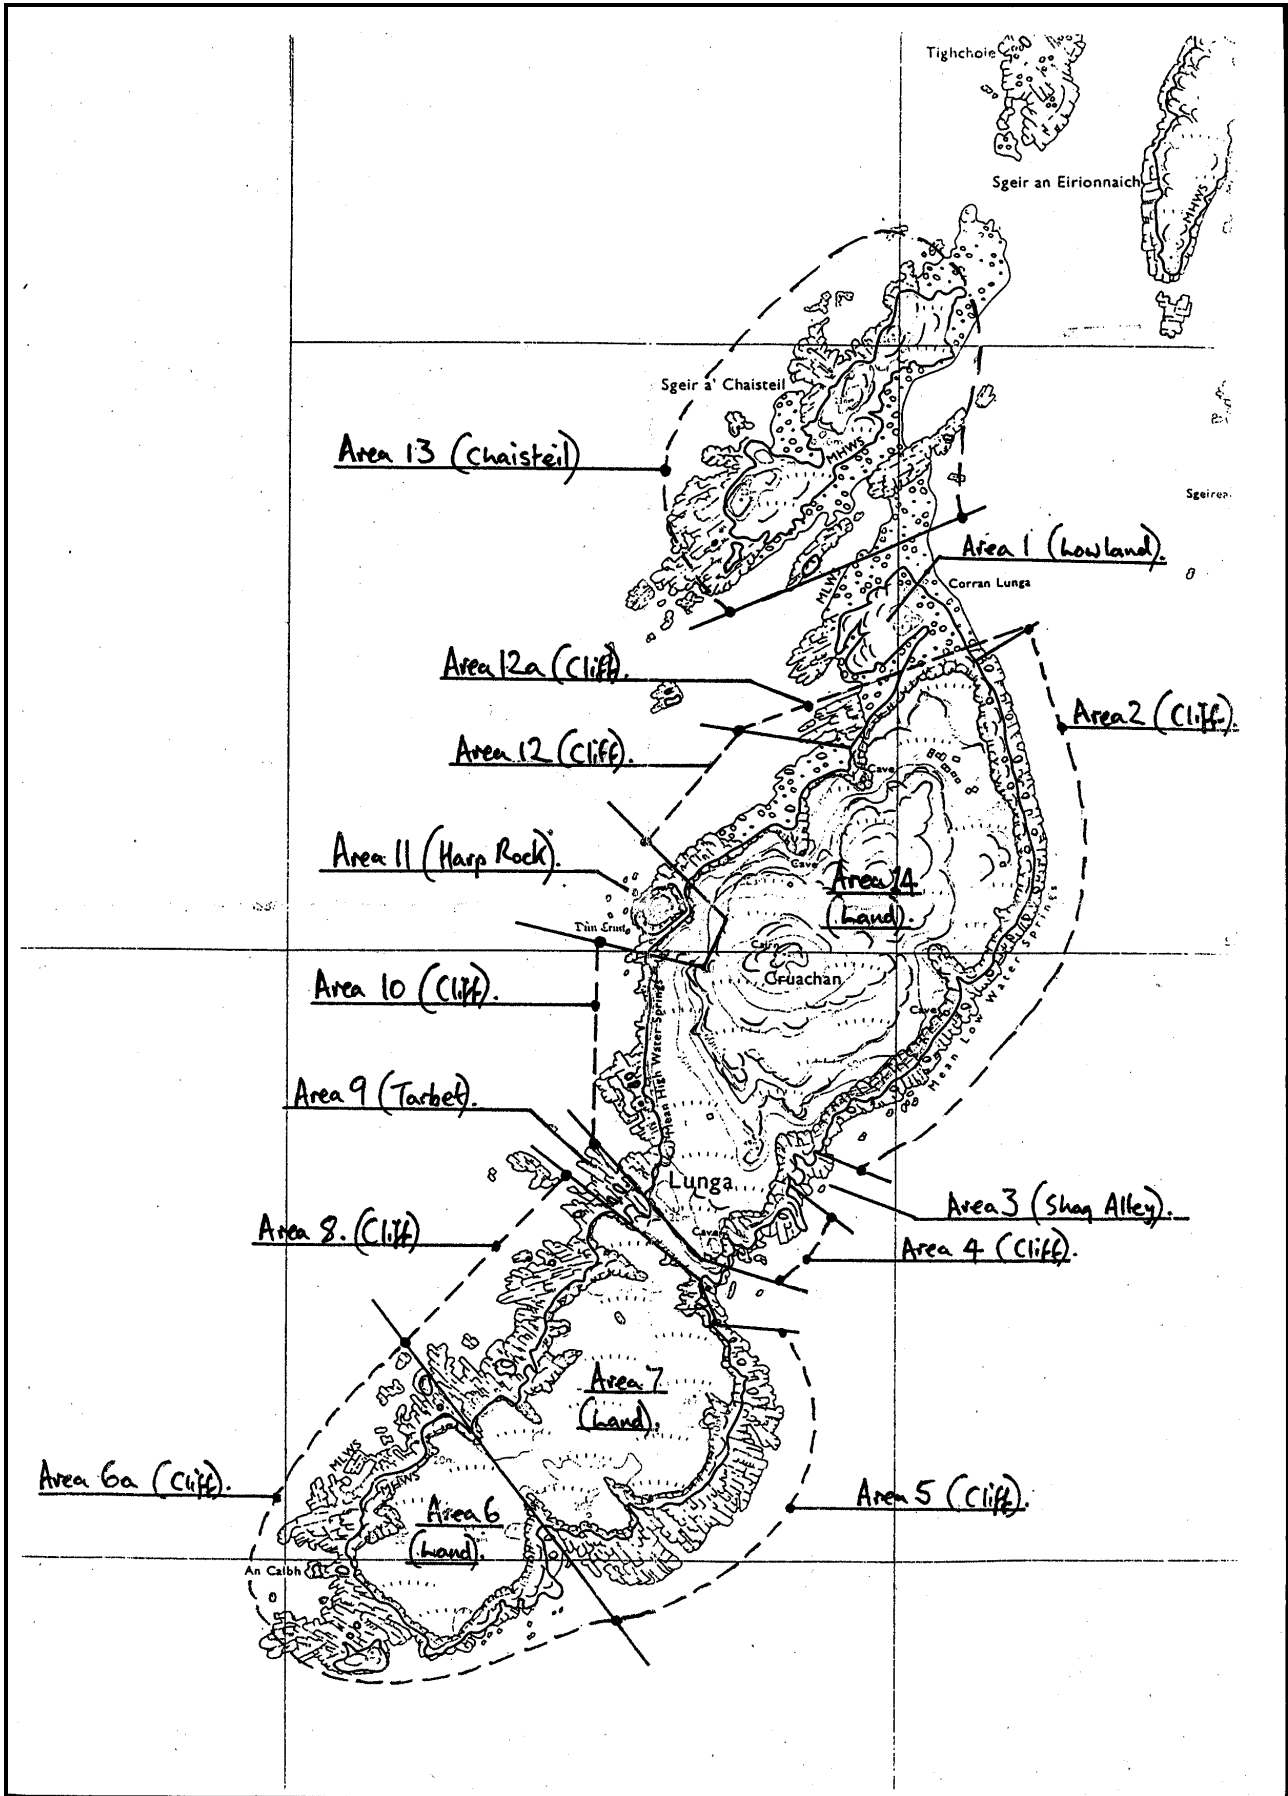 Tighchoie
Sgeir an Eirionnaich
MHWS
Sgeir a' Chaisteil
Area 13 (Chaisteil)
MHWS
Area 1 (Lowland).
MLWS
Corran Lunga
Area 12a (Cliff).
Area 2 (Cliff).
Area 12 (Cliff).
Cave
Area 11 (Harp Rock).
Cave
Area 14
(Land).
Dùn Cruit
Cairn
Cruachan
Area 10 (Cliff).
Cave
Mean High Water Springs
Mean Low Water Springs
Area 9 (Tarbet).
Lunga
Area 3 (Shag Alley).
Area 8. (Cliff)
Cave
Area 4 (Cliff).
Area 7
(Land).
MLWS
MHWS
20m
Area 6a (Cliff).
Area 5 (Cliff).
Area 6
(Land).
An Calbh